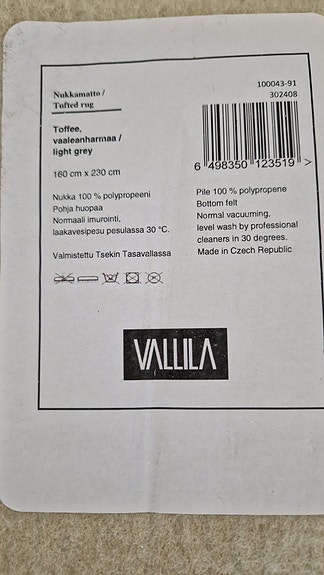 Nukkamatto /
Tufted rug
100043-91
302408
Toffee,
vaaleanharmaa /
light grey
160 cm x 230 cm
6 498350 123519 >
Nukka 100 % polypropeeni
Pohja huopaa
Normaali imurointi,
laakavesipesu pesulassa 30 °C.
Valmistettu Tsekin Tasavallassa
Pile 100 % polypropene
Bottom felt
Normal vacuuming,
level wash by professional
cleaners in 30 degrees.
Made in Czech Republic
VALLILA